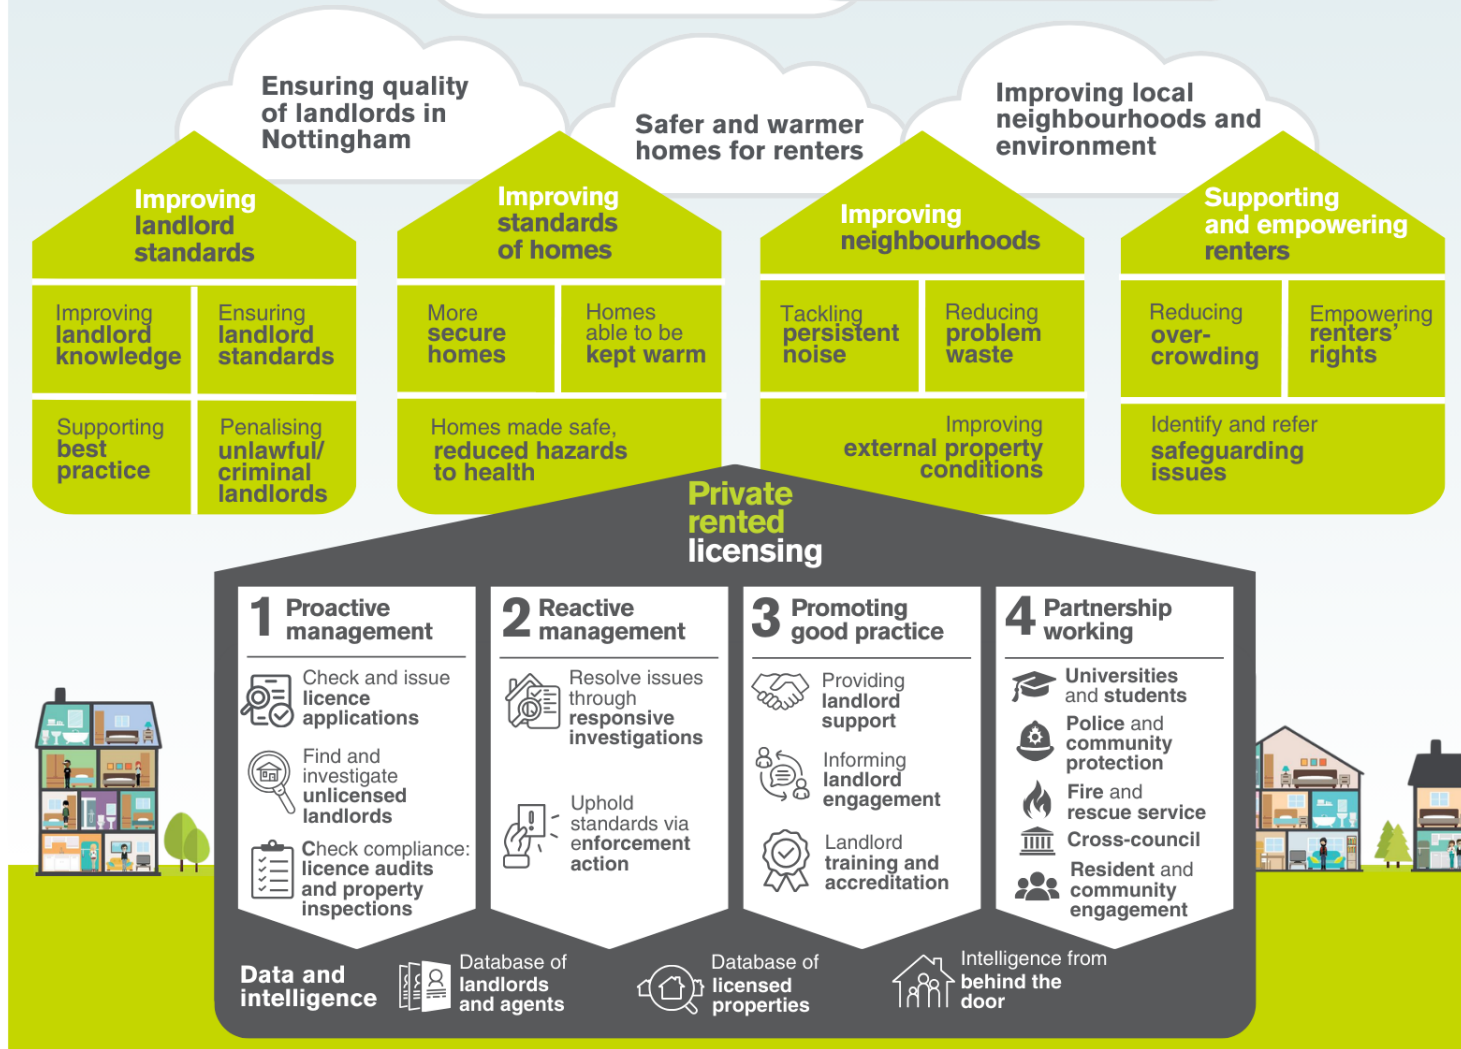 Ensuring quality
of landlords in
Nottingham
Safer and warmer
homes for renters
Improving local
neighbourhoods and
environment
Improving
landlord
standards
Improving
landlord
knowledge
Ensuring
landlord
standards
Supporting
best
practice
Penalising
unlawful/
criminal
landlords
Improving
standards
of homes
More
secure
homes
Homes
able to be
kept warm
Homes made safe,
reduced hazards
to health
Improving
neighbourhoods
Tackling
persistent
noise
Reducing
problem
waste
Improving
external property
conditions
Supporting
and empowering
renters
Reducing
over-
crowding
Empowering
renters’
rights
Identify and refer
safeguarding
issues
Private
rented
licensing
1 Proactive
management
Check and issue
licence
applications
Find and
investigate
unlicensed
landlords
Check compliance:
licence audits
and property
inspections
2 Reactive
management
Resolve issues
through
responsive
investigations
Uphold
standards via
enforcement
action
3 Promoting
good practice
Providing
landlord
support
Informing
landlord
engagement
Landlord
training and
accreditation
4 Partnership
working
Universities
and students
Police and
community
protection
Fire and
rescue service
Cross-council
Resident and
community
engagement
Data and
intelligence
Database of
landlords
and agents
Database of
licensed
properties
Intelligence from
behind the
door